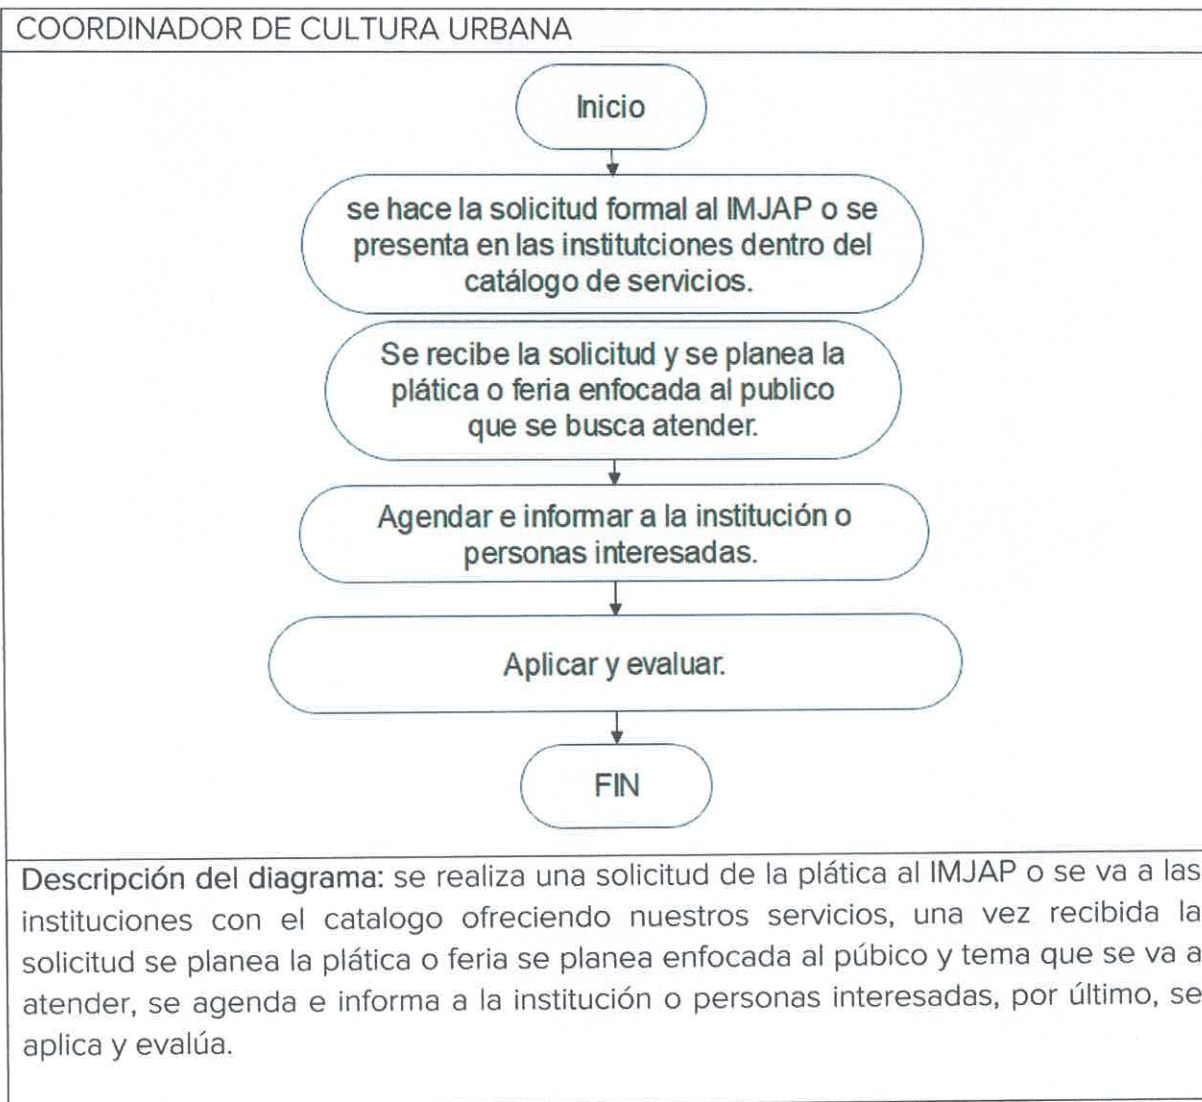 COORDINADOR DE CULTURA URBANA
Inicio
se hace la solicitud formal al IMJAP o se
presenta en las institutciones dentro del
catálogo de servicios.
Se recibe la solicitud y se planea la
plática o feria enfocada al publico
que se busca atender.
Agendar e informar a la institución o
personas interesadas.
Aplicar y evaluar.
FIN
Descripción del diagrama: se realiza una solicitud de la plática al IMJAP o se va a las
instituciones con el catalogo ofreciendo nuestros servicios, una vez recibida la
solicitud se planea la plática o feria se planea enfocada al púbico y tema que se va a
atender, se agenda e informa a la institución o personas interesadas, por último, se
aplica y evalúa.